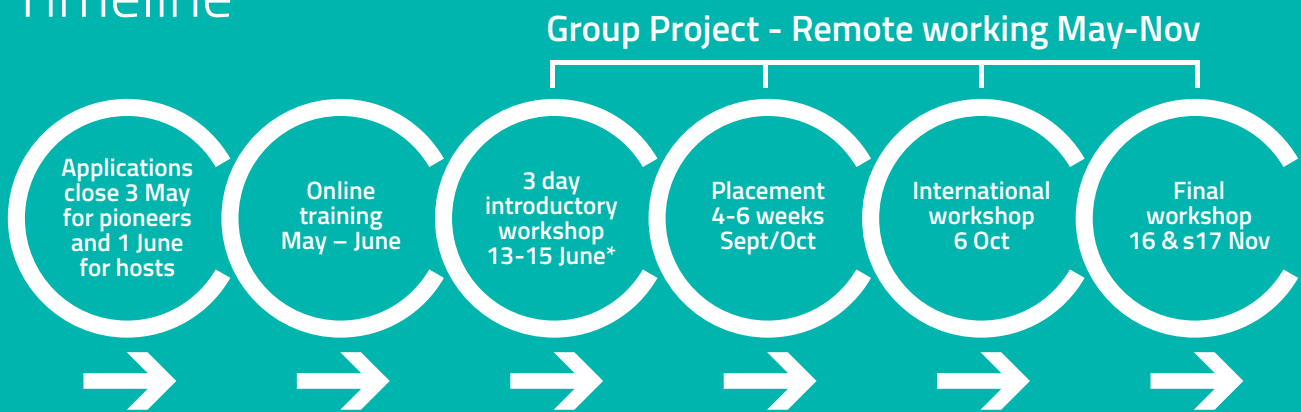 Timeline
Group Project - Remote working May-Nov
Applications
close 3 May
for pioneers
and 1 June
for hosts
Online
training
May – June
3 day
introductory
workshop
13-15 June*
Placement
4-6 weeks
Sept/Oct
International
workshop
6 Oct
Final
workshop
16 & s17 Nov